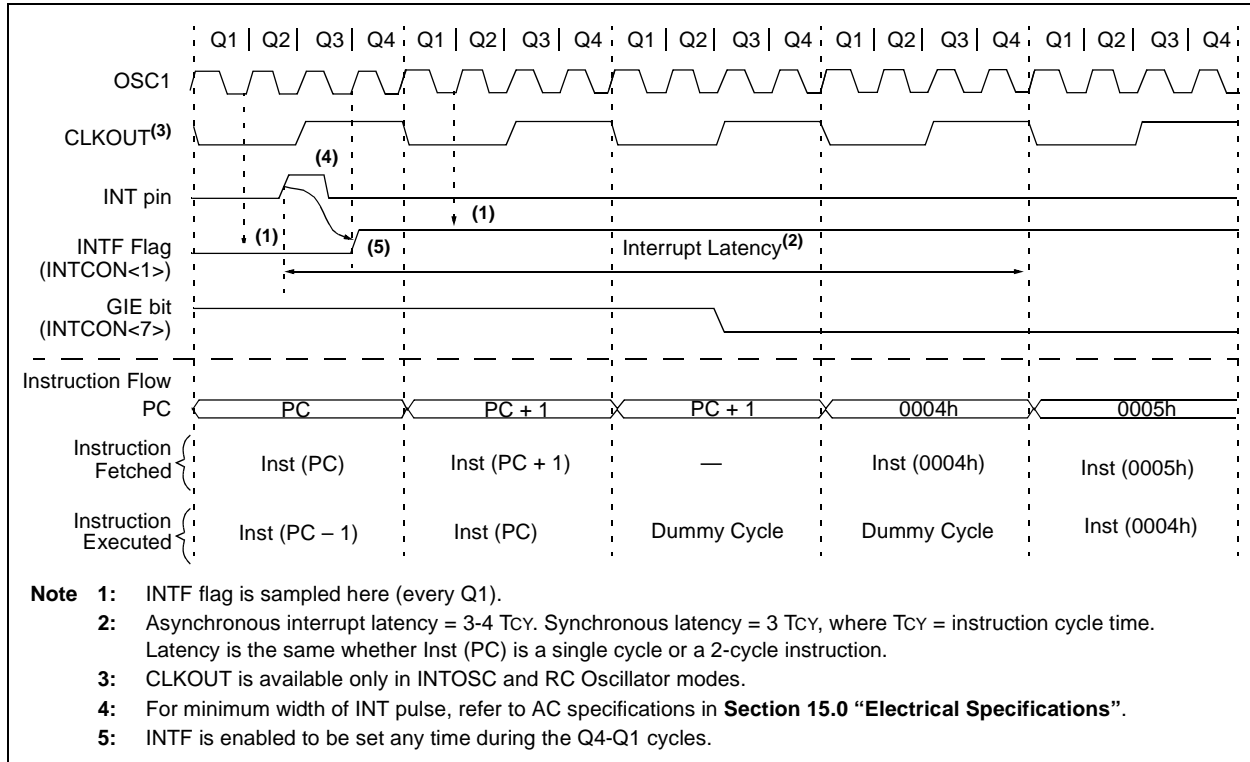 Q1 | Q2 | Q3 | Q4 Q1 | Q2 | Q3 | Q4 Q1 | Q2 | Q3 | Q4 Q1 | Q2 | Q3 | Q4 Q1 | Q2 | Q3 | Q4
OSC1
CLKOUT(3)
(4)
INT pin
(1)
(1)
(5)
INTF Flag
(INTCON<1>)
Interrupt Latency(2)
GIE bit
(INTCON<7>)
Instruction Flow
PC PC PC + 1 PC + 1 0004h 0005h
Instruction
Fetched
Inst (PC) Inst (PC + 1) — Inst (0004h) Inst (0005h)
Instruction
Executed
Inst (PC – 1) Inst (PC) Dummy Cycle Dummy Cycle Inst (0004h)
Note 1: INTF flag is sampled here (every Q1).
2: Asynchronous interrupt latency = 3-4 TCY. Synchronous latency = 3 TCY, where TCY = instruction cycle time.
Latency is the same whether Inst (PC) is a single cycle or a 2-cycle instruction.
3: CLKOUT is available only in INTOSC and RC Oscillator modes.
4: For minimum width of INT pulse, refer to AC specifications in Section 15.0 “Electrical Specifications”.
5: INTF is enabled to be set any time during the Q4-Q1 cycles.